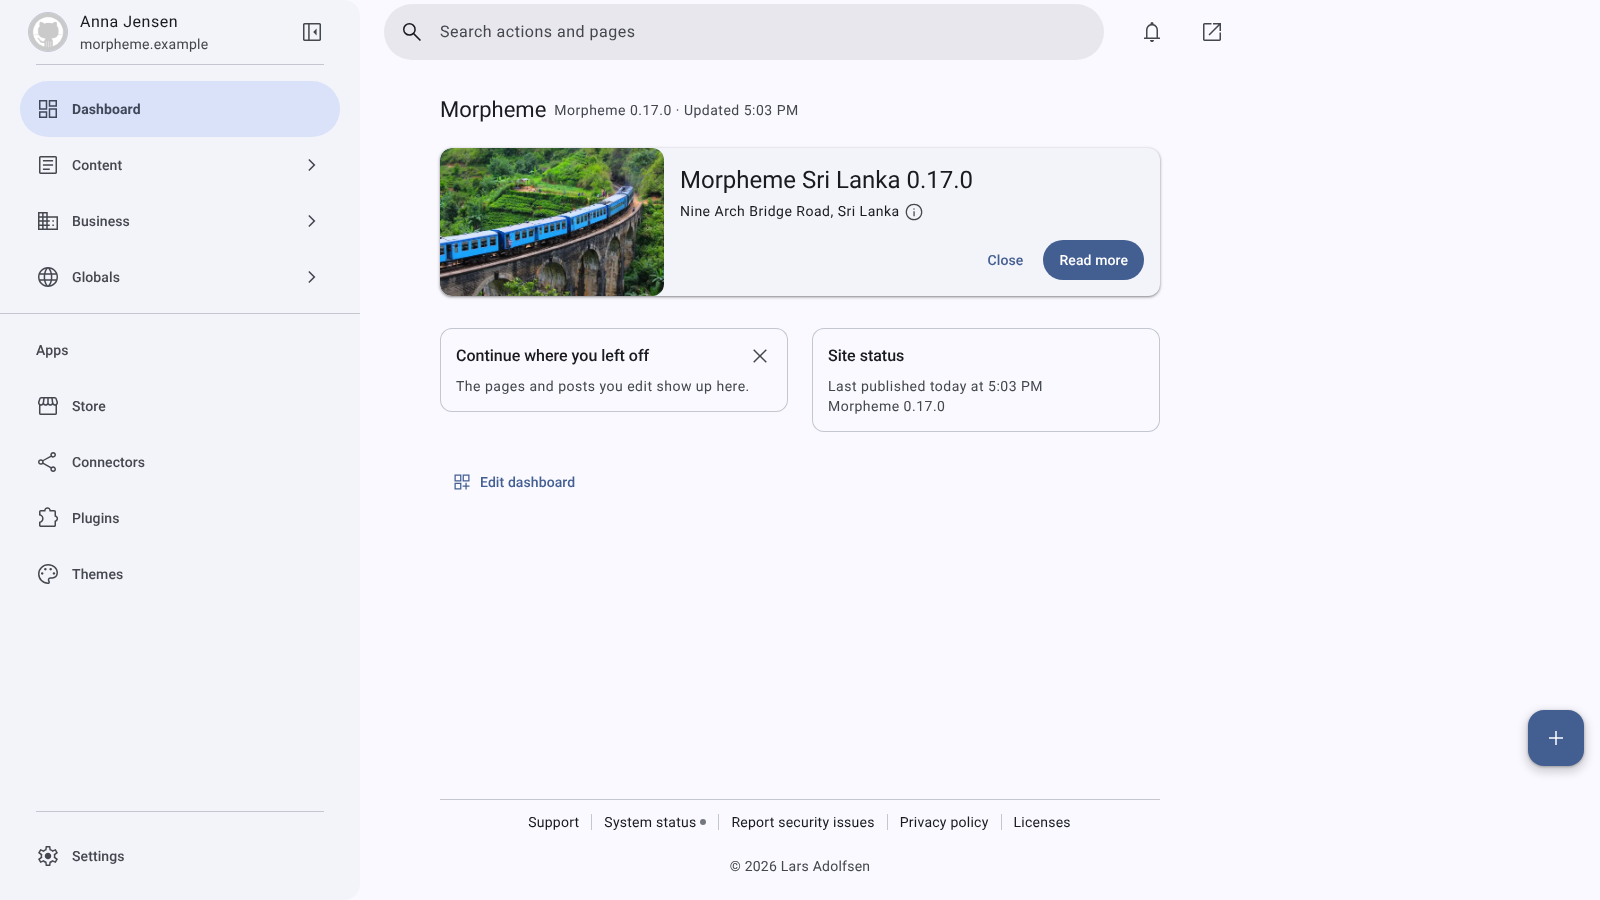 Anna Jensen
morpheme.example
Dashboard
Content
Business
Globals
Apps
Store
Connectors
Plugins
Themes
Settings
Search actions and pages
Morpheme Morpheme 0.17.0 · Updated 5:03 PM
Morpheme Sri Lanka 0.17.0
Nine Arch Bridge Road, Sri Lanka
Close Read more
Continue where you left off
The pages and posts you edit show up here.
Site status
Last published today at 5:03 PM
Morpheme 0.17.0
Edit dashboard
Support System status Report security issues Privacy policy Licenses
© 2026 Lars Adolfsen